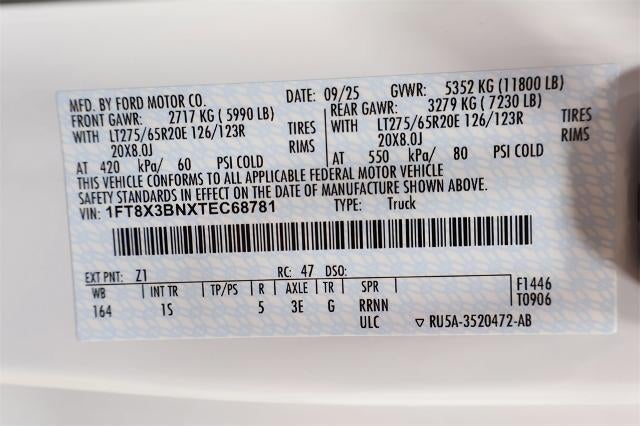 MFD. BY FORD MOTOR CO. DATE: 09/25 GVWR: 5352 KG (11800 LB)
FRONT GAWR: 2717 KG (5990 LB) REAR GAWR: 3279 KG (7230 LB)
WITH LT275/65R20E 126/123R TIRES WITH LT275/65R20E 126/123R TIRES
20X8.0J RIMS 20X8.0J RIMS
AT 420 kPa/ 60 PSI COLD AT 550 kPa/ 80 PSI COLD
THIS VEHICLE CONFORMS TO ALL APPLICABLE FEDERAL MOTOR VEHICLE
SAFETY STANDARDS IN EFFECT ON THE DATE OF MANUFACTURE SHOWN ABOVE.
VIN: 1FT8X3BNXTEC68781 TYPE: Truck
EXT PNT: Z1 RC: 47 DSO:
WB INT TR TP/PS R AXLE TR SPR F1446
164 1S 5 3E G RRNN T0906
ULC ▽ RU5A-3520472-AB